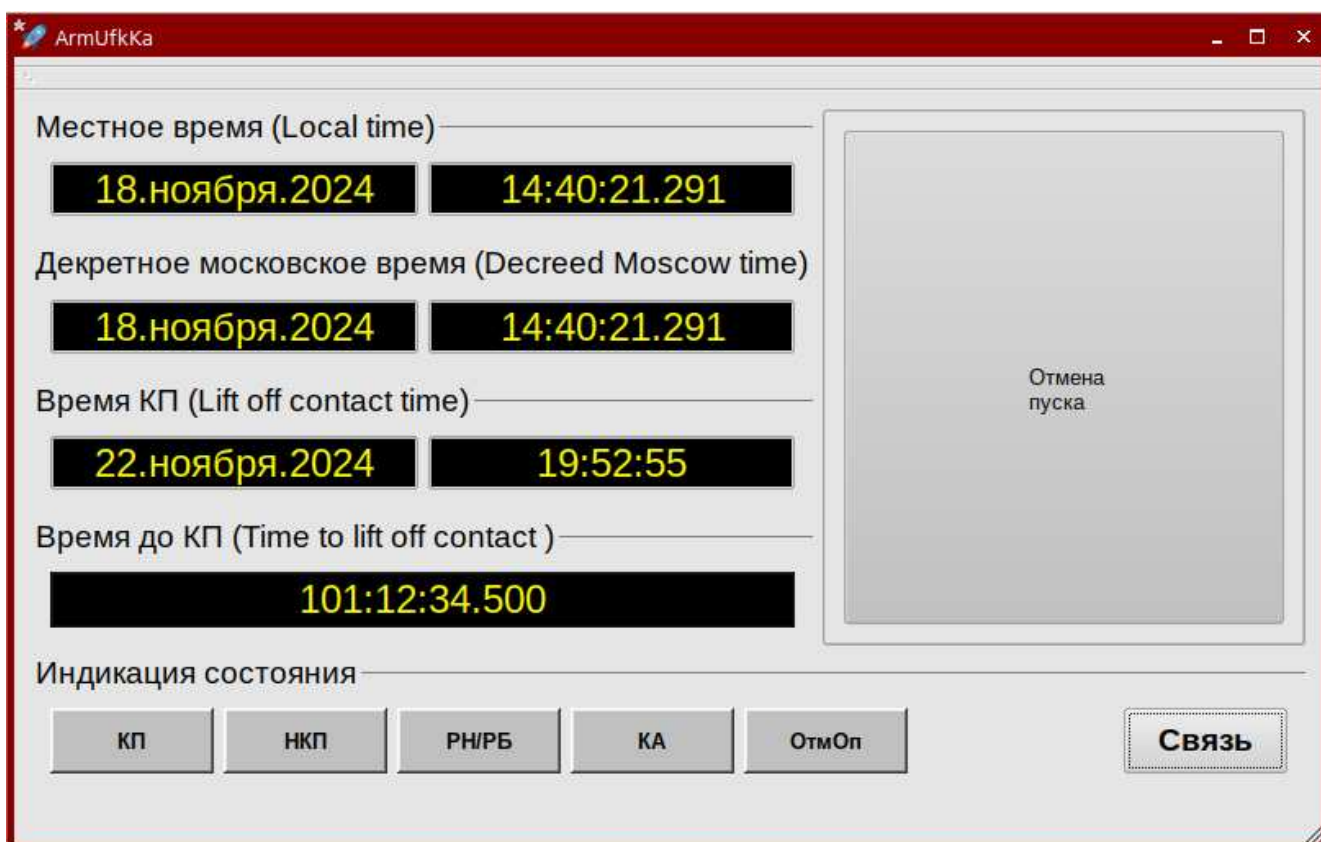 ArmUfkKa
Местное время (Local time)
18.ноября.2024 14:40:21.291
Декретное московское время (Decreed Moscow time)
18.ноября.2024 14:40:21.291
Время КП (Lift off contact time)
22.ноября.2024 19:52:55
Время до КП (Time to lift off contact )
101:12:34.500
Отмена
пуска
Индикация состояния
КП НКП РН/РБ КА ОтмОп Связь